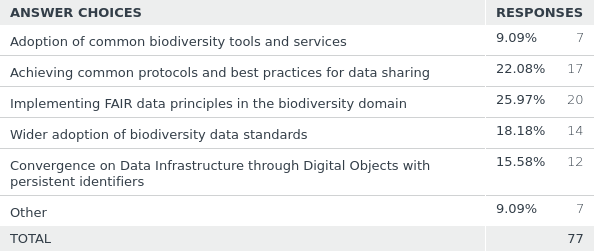 ANSWER CHOICES RESPONSES
Adoption of common biodiversity tools and services 9.09% 7
Achieving common protocols and best practices for data sharing 22.08% 17
Implementing FAIR data principles in the biodiversity domain 25.97% 20
Wider adoption of biodiversity data standards 18.18% 14
Convergence on Data Infrastructure through Digital Objects with 15.58% 12
persistent identifiers
Other 9.09% 7
TOTAL 77